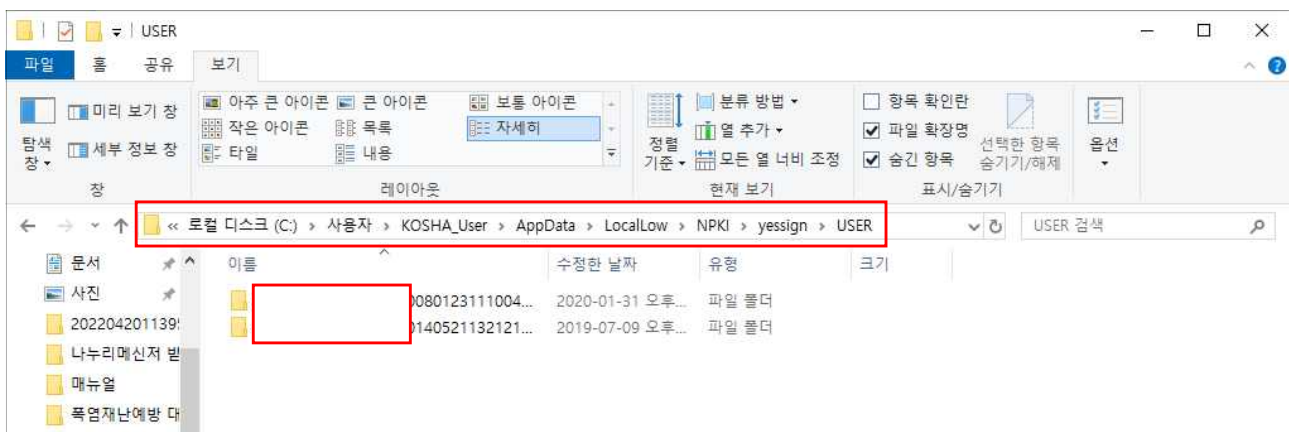 USER
파일 홈 공유 보기
미리 보기 창
세부 정보 창
탐색 창
창
아주 큰 아이콘 큰 아이콘 보통 아이콘
작은 아이콘 목록 자세히
타일 내용
레이아웃
정렬 기준
분류 방법
열 추가
모든 열 너비 조정
현재 보기
항목 확인란
파일 확장명
숨긴 항목
선택한 항목 숨기기/해제
표시/숨기기
옵션
« 로컬 디스크 (C:) › 사용자 › KOSHA_User › AppData › LocalLow › NPKI › yessign › USER
USER 검색
문서
사진
나누리메신저 받
매뉴얼
폭염재난예방 대
이름 수정한 날짜 유형 크기
0080123111004... 2020-01-31 오후... 파일 폴더
0140521132121... 2019-07-09 오후... 파일 폴더